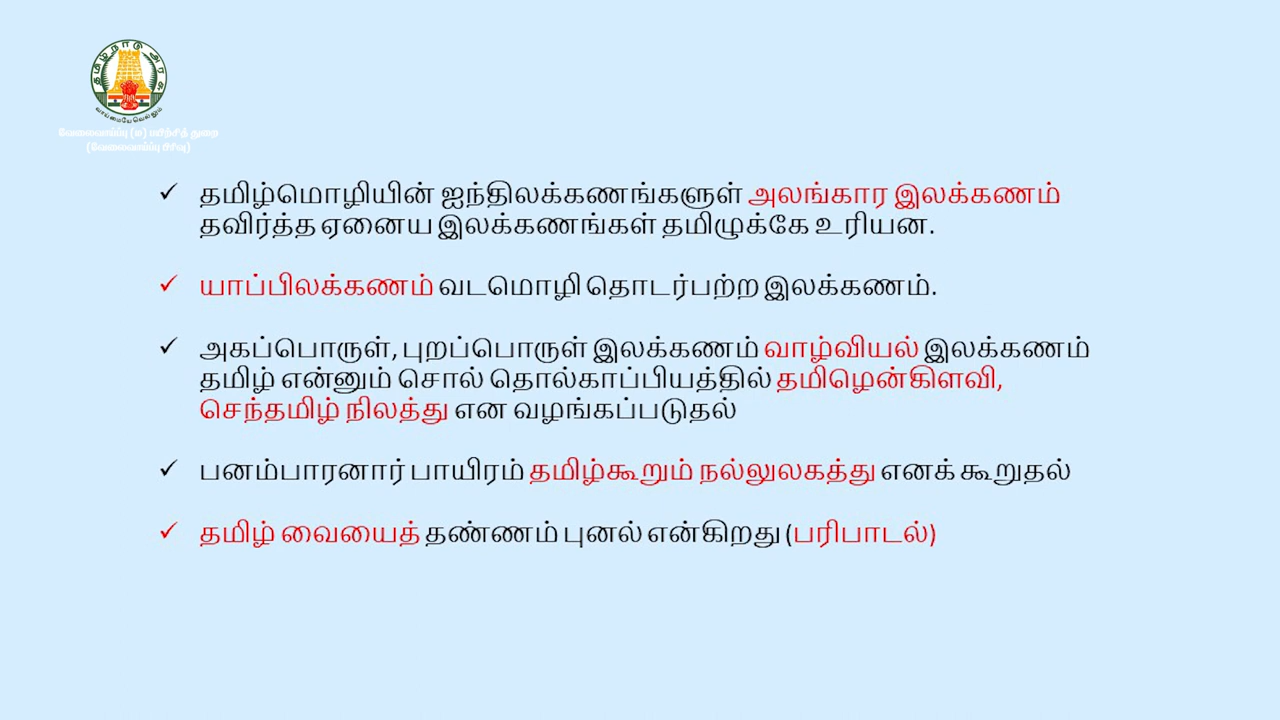 தமிழ்நாடு அரசு
வாய்மையே வெல்லும்
வேலைவாய்ப்பு (ம) பயிற்சித் துறை
(வேலைவாய்ப்பு பிரிவு)
✓ தமிழ்மொழியின் ஐந்திலக்கணங்களுள் அலங்கார இலக்கணம்
தவிர்த்த ஏனைய இலக்கணங்கள் தமிழுக்கே உரியன.
✓ யாப்பிலக்கணம் வடமொழி தொடர்பற்ற இலக்கணம்.
✓ அகப்பொருள், புறப்பொருள் இலக்கணம் வாழ்வியல் இலக்கணம்
தமிழ் என்னும் சொல் தொல்காப்பியத்தில் தமிழென்கிளவி,
செந்தமிழ் நிலத்து என வழங்கப்படுதல்
✓ பனம்பாரனார் பாயிரம் தமிழ்கூறும் நல்லுலகத்து எனக் கூறுதல்
✓ தமிழ் வையைத் தண்ணம் புனல் என்கிறது (பரிபாடல்)